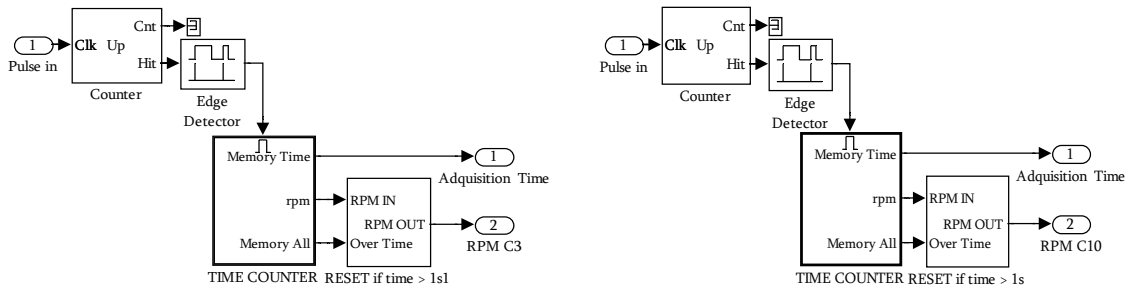 Cnt
1
Clk Up
Hit
Pulse in
Counter
Edge
Detector
Memory Time
1
Adquisition Time
rpm
RPM IN
RPM OUT
2
Memory All
Over Time
RPM C3
TIME COUNTER
RESET if time > 1s1
Cnt
1
Clk Up
Hit
Pulse in
Counter
Edge
Detector
Memory Time
1
Adquisition Time
rpm
RPM IN
RPM OUT
2
Memory All
Over Time
RPM C10
TIME COUNTER
RESET if time > 1s